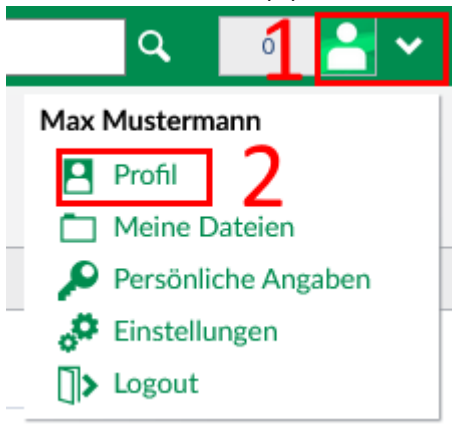 0 1
Max Mustermann
Profil 2
Meine Dateien
Persönliche Angaben
Einstellungen
Logout